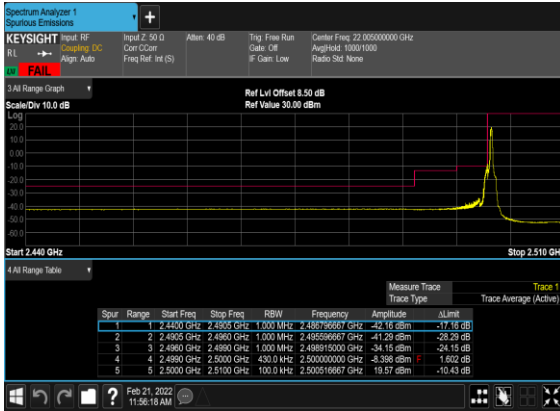 Spectrum Analyzer 1
Spurious Emissions
KEYSIGHT Input: RF Input Z: 50 Ω Atten: 40 dB Trig: Free Run Center Freq: 22.005000000 GHz
RL Coupling: DC Corr CCorr Gate: Off Avg|Hold: 1000/1000
Align: Auto Freq Ref: Int (S) IF Gain: Low Radio Std: None
FAIL
3 All Range Graph
Ref Lvl Offset 8.50 dB
Scale/Div 10.0 dB Ref Value 30.00 dBm
Log
20.0
10.0
0.00
-10.0
-20.0
-30.0
-40.0
-50.0
-60.0
Start 2.440 GHz Stop 2.510 GH
4 All Range Table
Measure Trace Trace 1
Trace Type Trace Average (Active)
Spur Range Start Freq Stop Freq RBW Frequency Amplitude ΔLimit
1 1 2.4400 GHz 2.4905 GHz 1.000 MHz 2.486796667 GHz -42.16 dBm -17.16 dB
2 2 2.4905 GHz 2.4960 GHz 1.000 MHz 2.495596667 GHz -41.29 dBm -28.29 dB
3 3 2.4960 GHz 2.4990 GHz 1.000 MHz 2.498915000 GHz -34.15 dBm -24.15 dB
4 4 2.4990 GHz 2.5000 GHz 430.0 kHz 2.500000000 GHz -8.398 dBm F 1.602 dB
5 5 2.5000 GHz 2.5100 GHz 100.0 kHz 2.500516667 GHz 19.57 dBm -10.43 dB
? Feb 21, 2022
11:56:18 AM